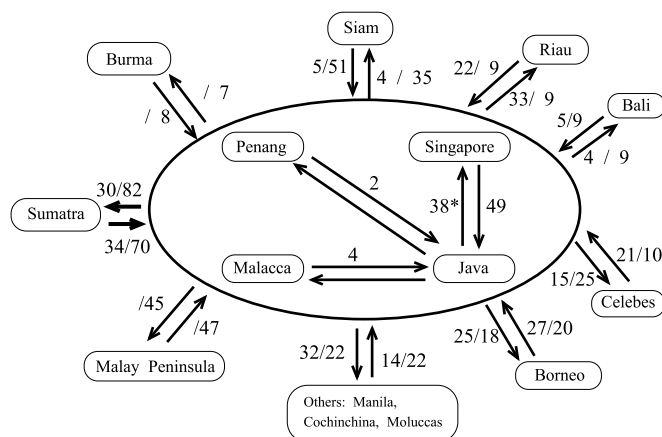 Siam
Burma
Riau
5/51
4 / 35
22/ 9
33/ 9
/ 7
/ 8
Bali
5/9
4 / 9
Penang
Singapore
2
38*
49
30/82
Sumatra
34/70
Malacca
4
Java
21/10
15/25
Celebes
/45
/47
Malay Peninsula
32/22
14/22
25/18
27/20
Borneo
Others: Manila,
Cochinchina, Moluccas